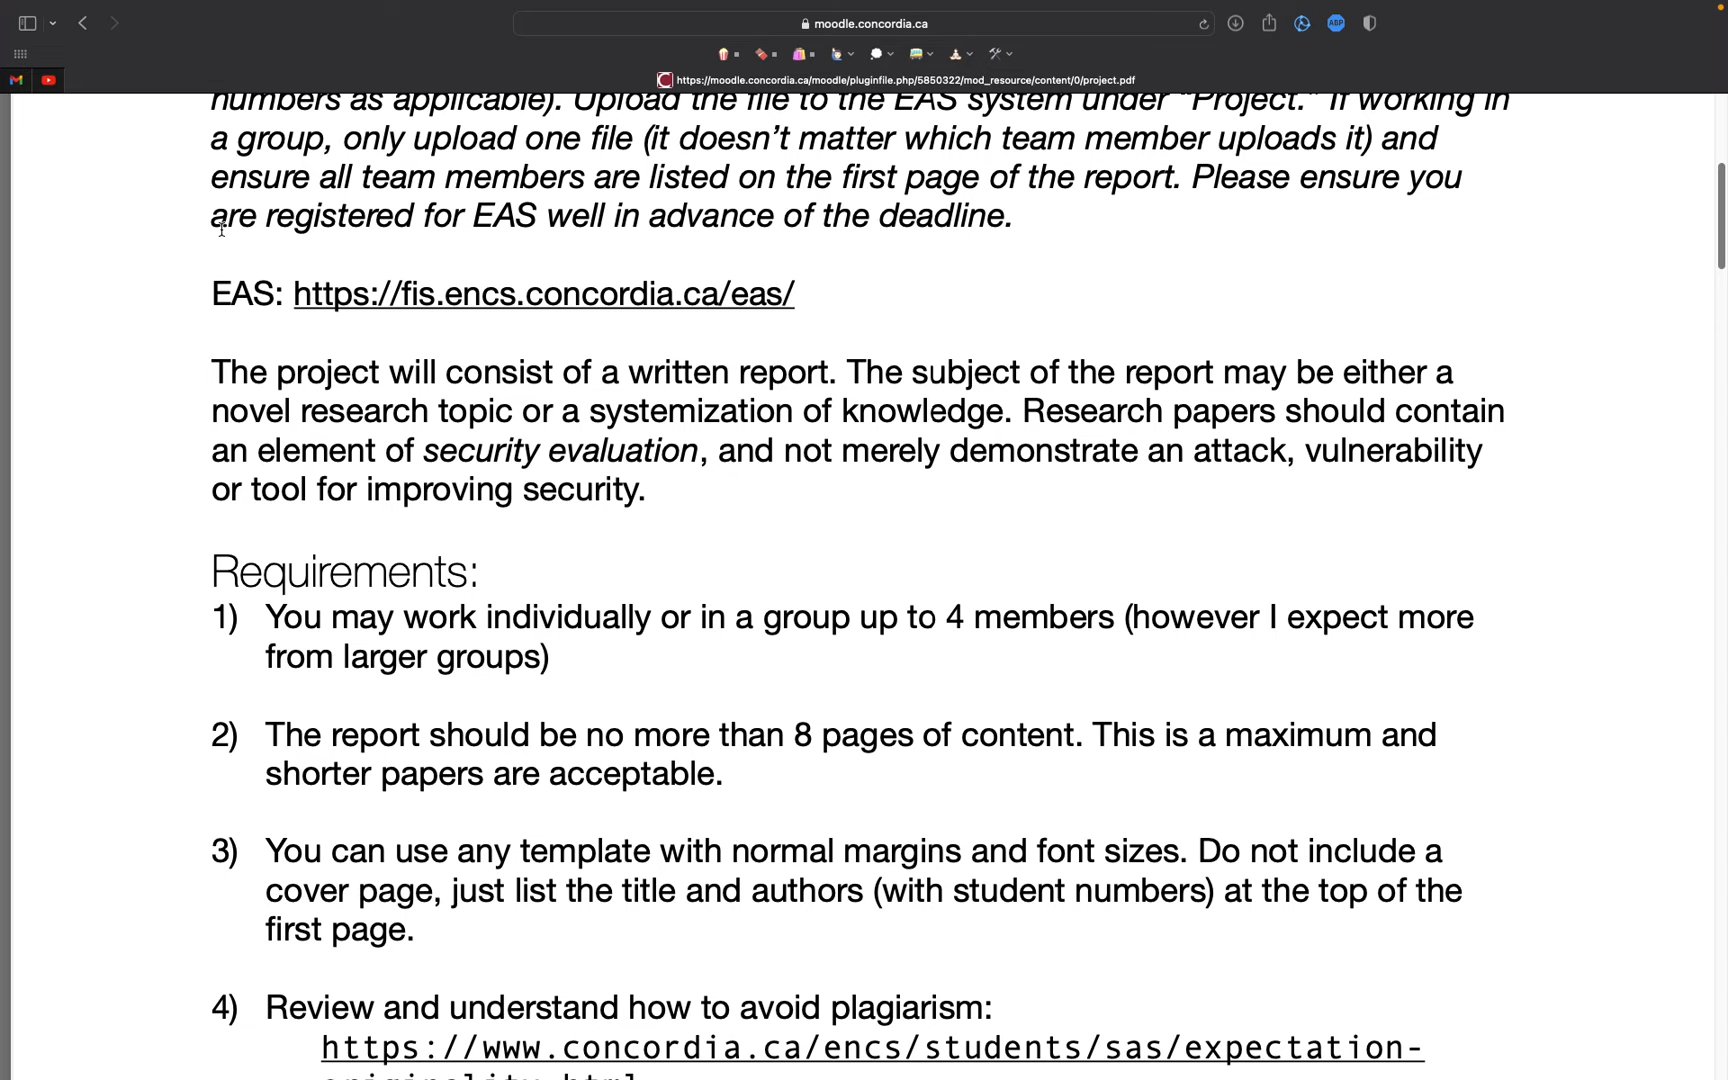 moodle.concordia.ca
ABP
https://moodle.concordia.ca/moodle/pluginfile.php/5850322/mod_resource/content/0/project.pdf
numbers as applicable). Upload the file to the EAS system under “Project.” If working in
a group, only upload one file (it doesn’t matter which team member uploads it) and
ensure all team members are listed on the first page of the report. Please ensure you
are registered for EAS well in advance of the deadline.
EAS: https://fis.encs.concordia.ca/eas/
The project will consist of a written report. The subject of the report may be either a
novel research topic or a systemization of knowledge. Research papers should contain
an element of security evaluation, and not merely demonstrate an attack, vulnerability
or tool for improving security.
Requirements:
1) You may work individually or in a group up to 4 members (however I expect more
from larger groups)
2) The report should be no more than 8 pages of content. This is a maximum and
shorter papers are acceptable.
3) You can use any template with normal margins and font sizes. Do not include a
cover page, just list the title and authors (with student numbers) at the top of the
first page.
4) Review and understand how to avoid plagiarism:
https://www.concordia.ca/encs/students/sas/expectation-
originality.html